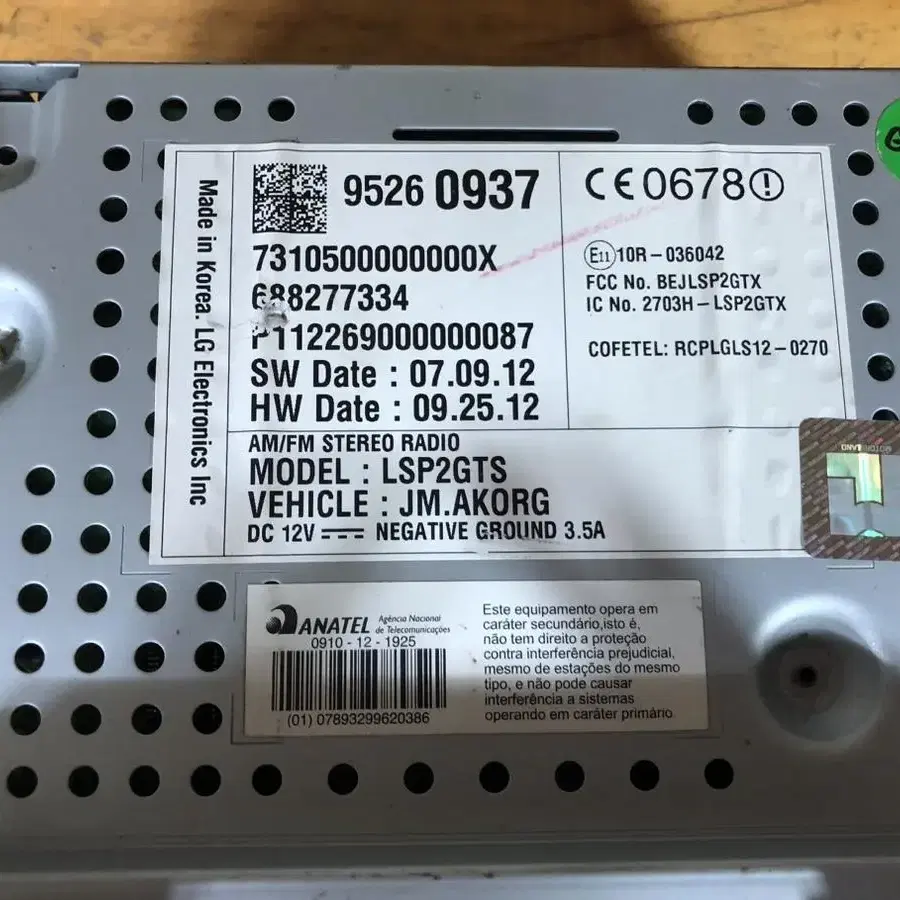 Made in Korea. LG Electronics Inc
9526 0937
7310500000000X
688277334
P112269000000087
SW Date : 07.09.12
HW Date : 09.25.12
CE0678
E11 10R-036042
FCC No. BEJLSP2GTX
IC No. 2703H-LSP2GTX
COFETEL: RCPLGLS12-0270
AM/FM STEREO RADIO
MODEL : LSP2GTS
VEHICLE : JM.AKORG
DC 12V NEGATIVE GROUND 3.5A
ANATEL
Agência Nacional
de Telecomunicações
0910-12-1925
(01) 07893299620386
Este equipamento opera em
caráter secundário,isto é,
não tem direito a proteção
contra interferência prejudicial,
mesmo de estações do mesmo
tipo, e não pode causar
interferência a sistemas
operando em caráter primário